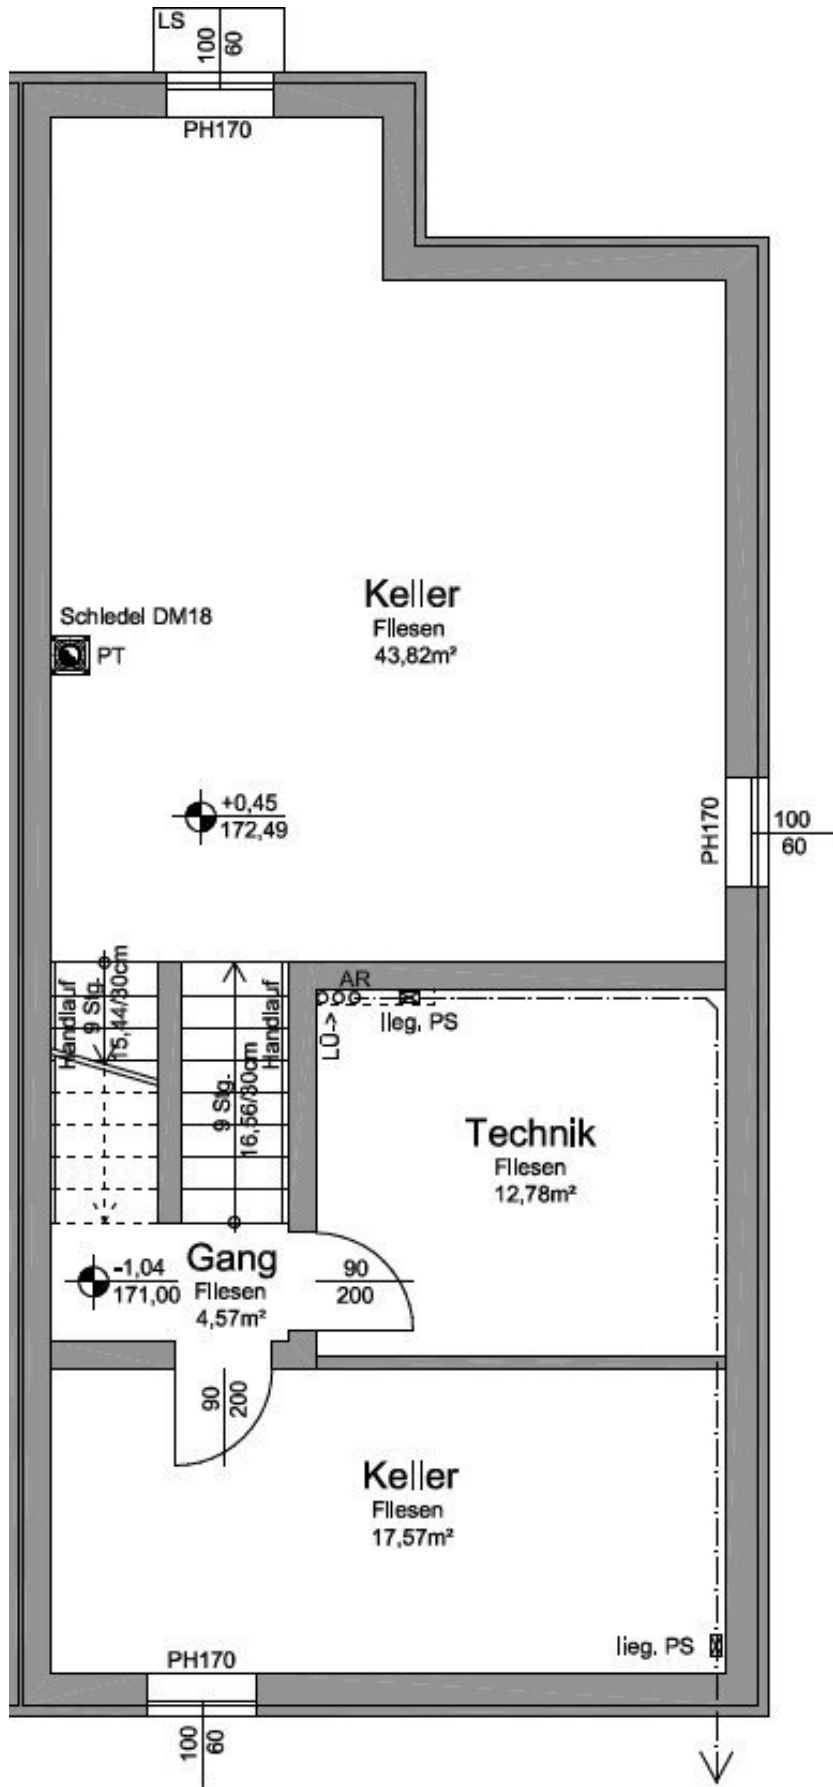 LS
100
60
PH170
Keller
Fliesen
43,82m²
Schiedel DM18
PT
+0,45
172,49
PH170
100
60
Handlauf
9 Stg.
15,44/30cm
9 Stg.
16,56/30cm
Handlauf
AR
LÜ->
lieg. PS
Technik
Fliesen
12,78m²
Gang
Fliesen
4,57m²
-1,04
171,00
90
200
90
200
Keller
Fliesen
17,57m²
lieg. PS
PH170
100
60